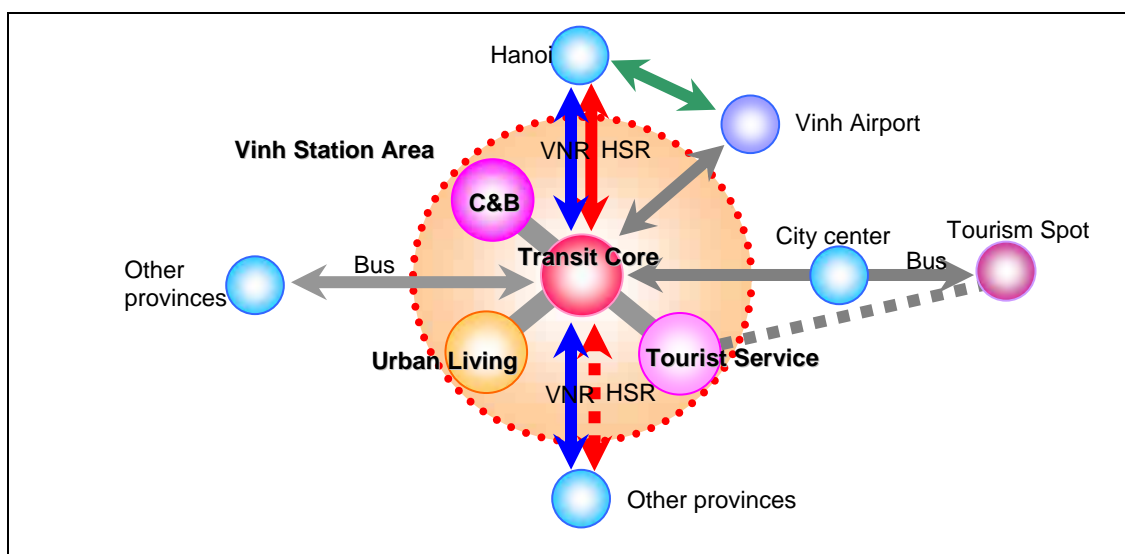 Hanoi
Vinh Airport
Vinh Station Area
VNR
HSR
C&B
Transit Core
City center
Tourism Spot
Other
provinces
Bus
Bus
Urban Living
Tourist Service
VNR
HSR
Other provinces